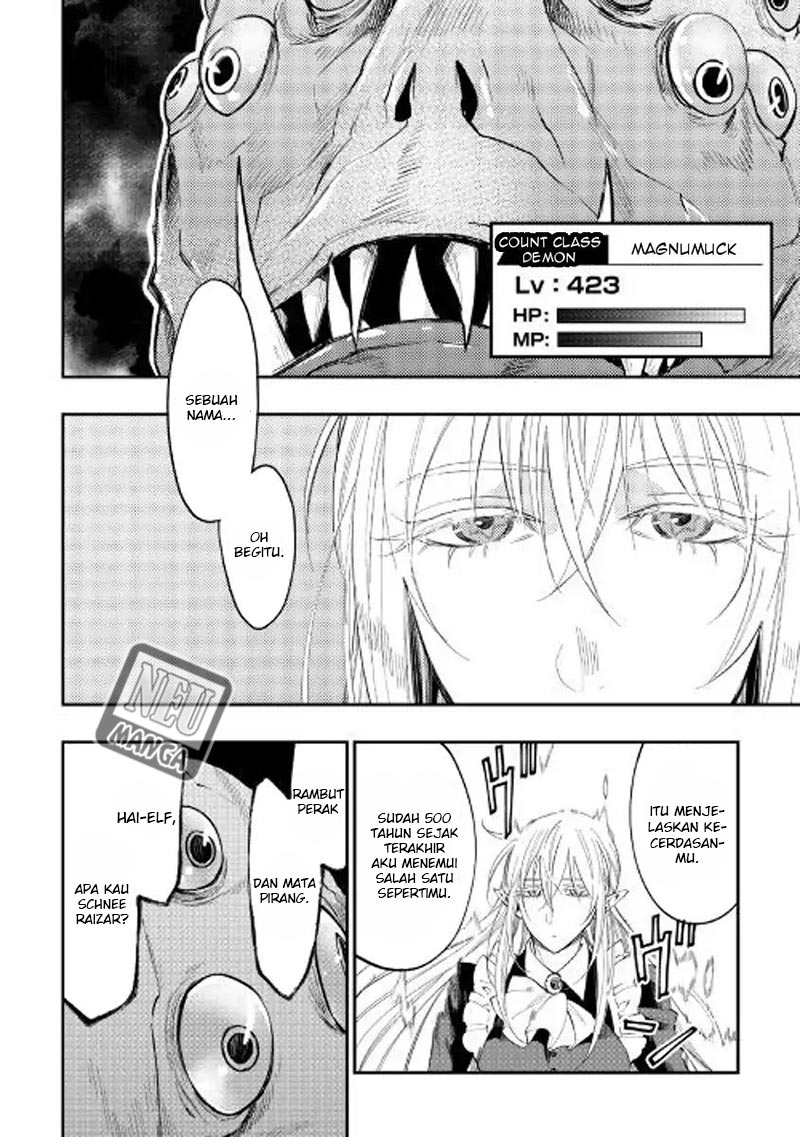 COUNT CLASS
DEMON
MAGNUMUCK
Lv : 423
HP:
MP:
SEBUAH
NAMA...
OH
BEGITU.
NEU
MANGA
ITU MENJE-
LASKAN KE-
CERDASAN-
MU.
SUDAH 500
TAHUN SEJAK
TERAKHIR
AKU MENEMUI
SALAH SATU
SEPERTIMU.
RAMBUT
PERAK
DAN MATA
PIRANG.
HAI-ELF,
APA KAU
SCHNEE
RAIZAR?